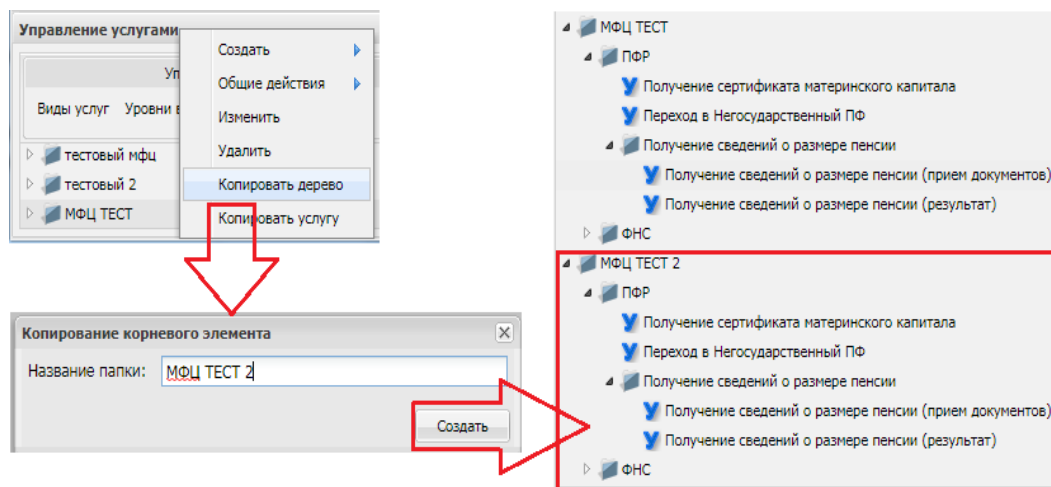 Управление услугами
Уп
Виды услуг Уровни в
тестовый мфц
тестовый 2
МФЦ ТЕСТ
Создать
Общие действия
Изменить
Удалить
Копировать дерево
Копировать услугу
Копирование корневого элемента
Название папки: МФЦ ТЕСТ 2
Создать
МФЦ ТЕСТ
ПФР
Получение сертификата материнского капитала
Переход в Негосударственный ПФ
Получение сведений о размере пенсии
Получение сведений о размере пенсии (прием документов)
Получение сведений о размере пенсии (результат)
ФНС
МФЦ ТЕСТ 2
ПФР
Получение сертификата материнского капитала
Переход в Негосударственный ПФ
Получение сведений о размере пенсии
Получение сведений о размере пенсии (прием документов)
Получение сведений о размере пенсии (результат)
ФНС